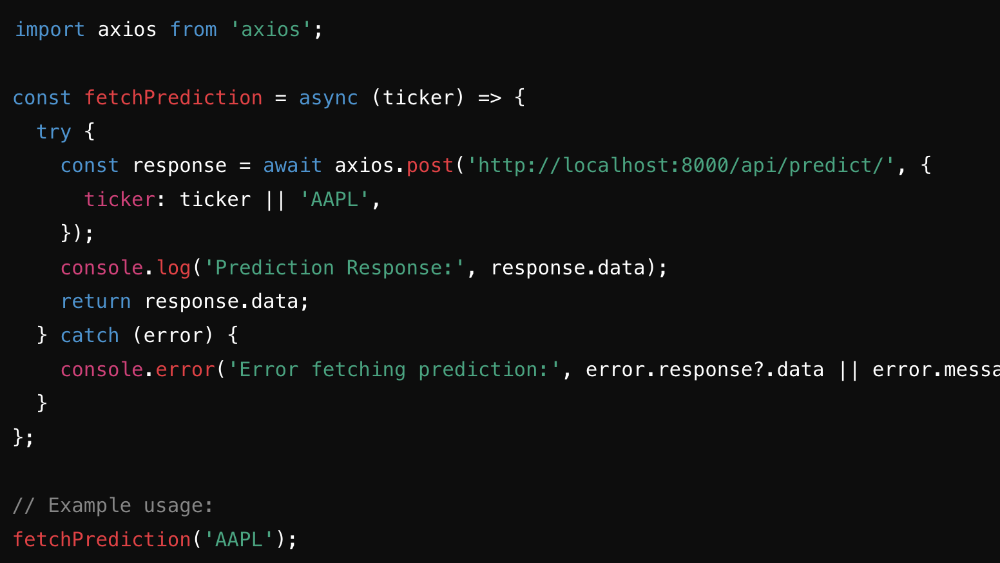 import axios from 'axios';
const fetchPrediction = async (ticker) => {
  try {
    const response = await axios.post('http://localhost:8000/api/predict/', {
      ticker: ticker || 'AAPL',
    });
    console.log('Prediction Response:', response.data);
    return response.data;
  } catch (error) {
    console.error('Error fetching prediction:', error.response?.data || error.messa
  }
};
// Example usage:
fetchPrediction('AAPL');